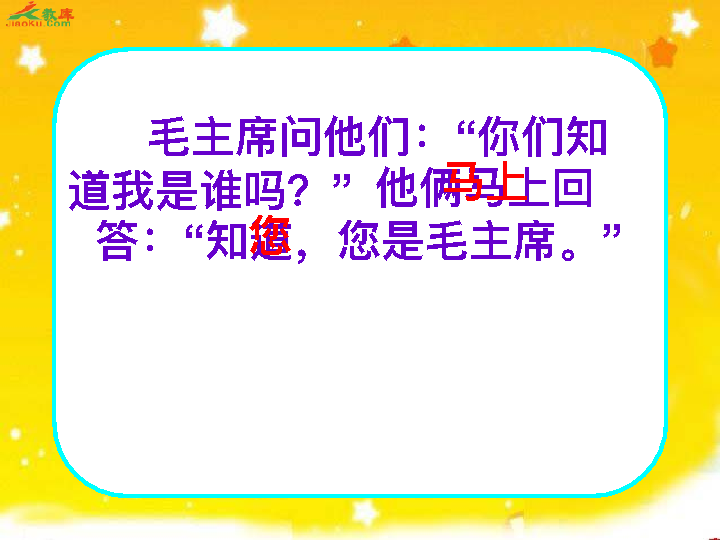 教库
Jiaoku.Com
毛主席问他们：“你们知
道我是谁吗？” 他俩马上回
马上
答：“知道，您是毛主席。”
您